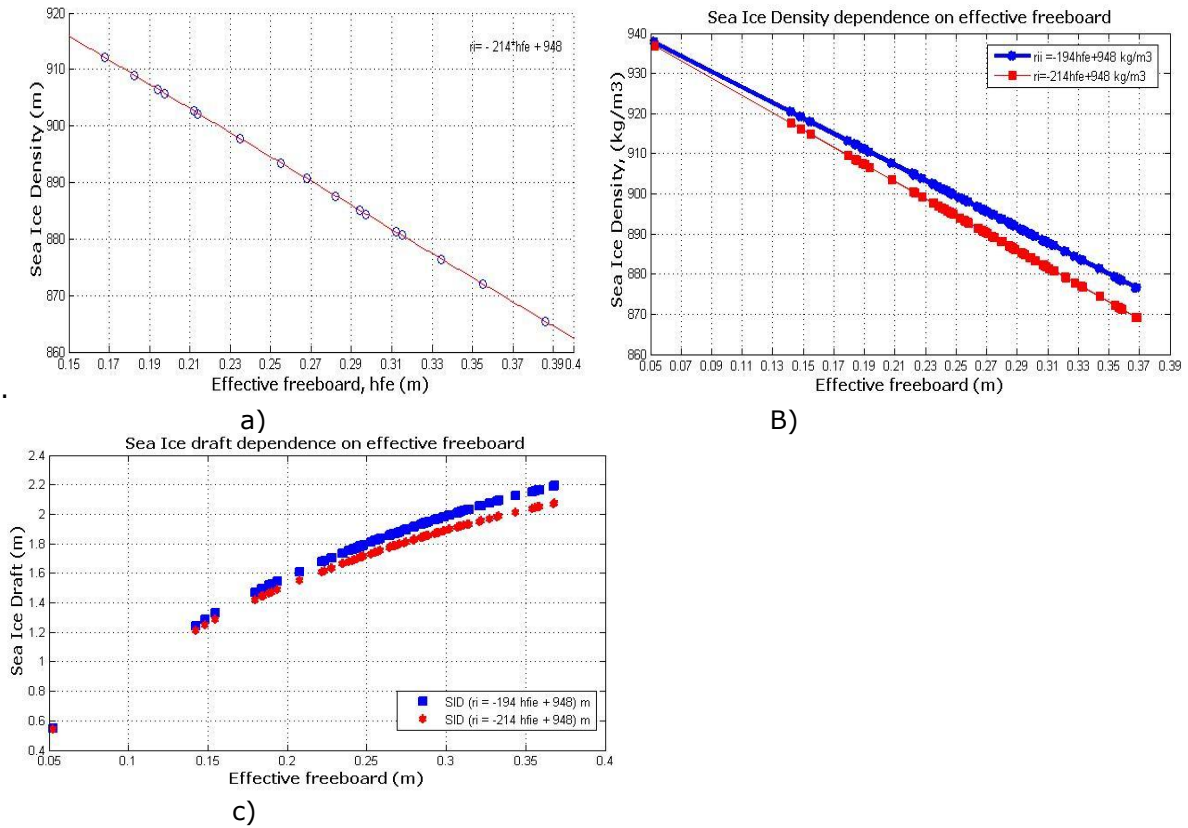 ri= - 214*hfe + 948
Sea Ice Density (m)
920
910
900
890
880
870
860
0.15 0.17 0.19 0.21 0.23 0.25 0.27 0.29 0.31 0.33 0.35 0.37 0.39 0.4
Effective freeboard, hfe (m)
.
a)
Sea Ice Density dependence on effective freeboard
rii =-194hfe+948 kg/m3
ri=-214hfe+948 kg/m3
Sea Ice Density, (kg/m3)
940
930
920
910
900
890
880
870
860
0.05 0.07 0.09 0.11 0.13 0.15 0.17 0.19 0.21 0.23 0.25 0.27 0.29 0.31 0.33 0.35 0.37 0.39
Effective freeboard (m)
B)
Sea Ice draft dependence on effective freeboard
Sea Ice Draft (m)
2.4
2.2
2
1.8
1.6
1.4
1.2
1
0.8
0.6
0.4
SID (ri = -194 hfie + 948) m
SID (ri = -214 hfie + 948) m
0.05 0.1 0.15 0.2 0.25 0.3 0.35 0.4
Effective freeboard (m)
c)